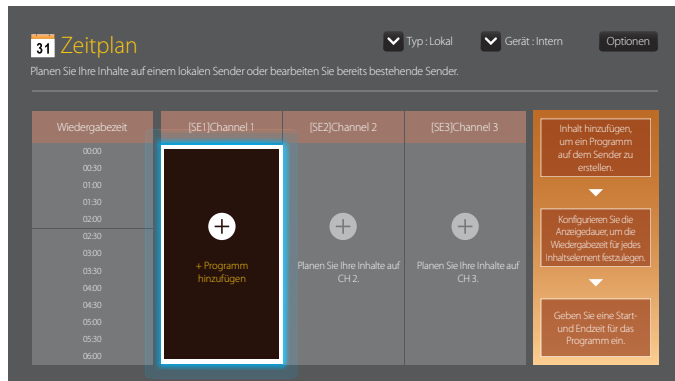 31 Zeitplan
Typ : Lokal
Gerät : Intern
Optionen
Planen Sie Ihre Inhalte auf einem lokalen Sender oder bearbeiten Sie bereits bestehende Sender.
Wiedergabezeit
[SE1]Channel 1
[SE2]Channel 2
[SE3]Channel 3
00:00
00:30
01:00
01:30
02:00
02:30
03:00
03:30
04:00
04:30
05:00
05:30
06:00
+ Programm
hinzufügen
Planen Sie Ihre Inhalte auf
CH 2.
Planen Sie Ihre Inhalte auf
CH 3.
Inhalt hinzufügen,
um ein Programm
auf dem Sender zu
erstellen.
Konfigurieren Sie die
Anzeigedauer, um die
Wiedergabezeit für jedes
Inhaltselement festzulegen.
Geben Sie eine Start-
und Endzeit für das
Programm ein.